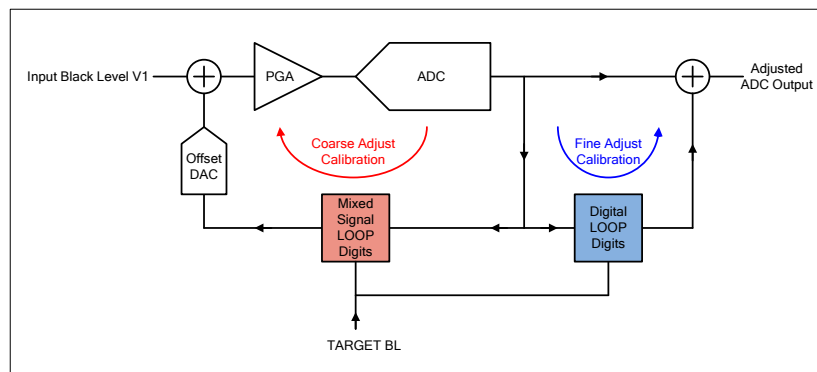 Input Black Level V1
PGA
ADC
Adjusted
ADC Output
Coarse Adjust
Calibration
Fine Adjust
Calibration
Offset
DAC
Mixed
Signal
LOOP
Digits
Digital
LOOP
Digits
TARGET BL